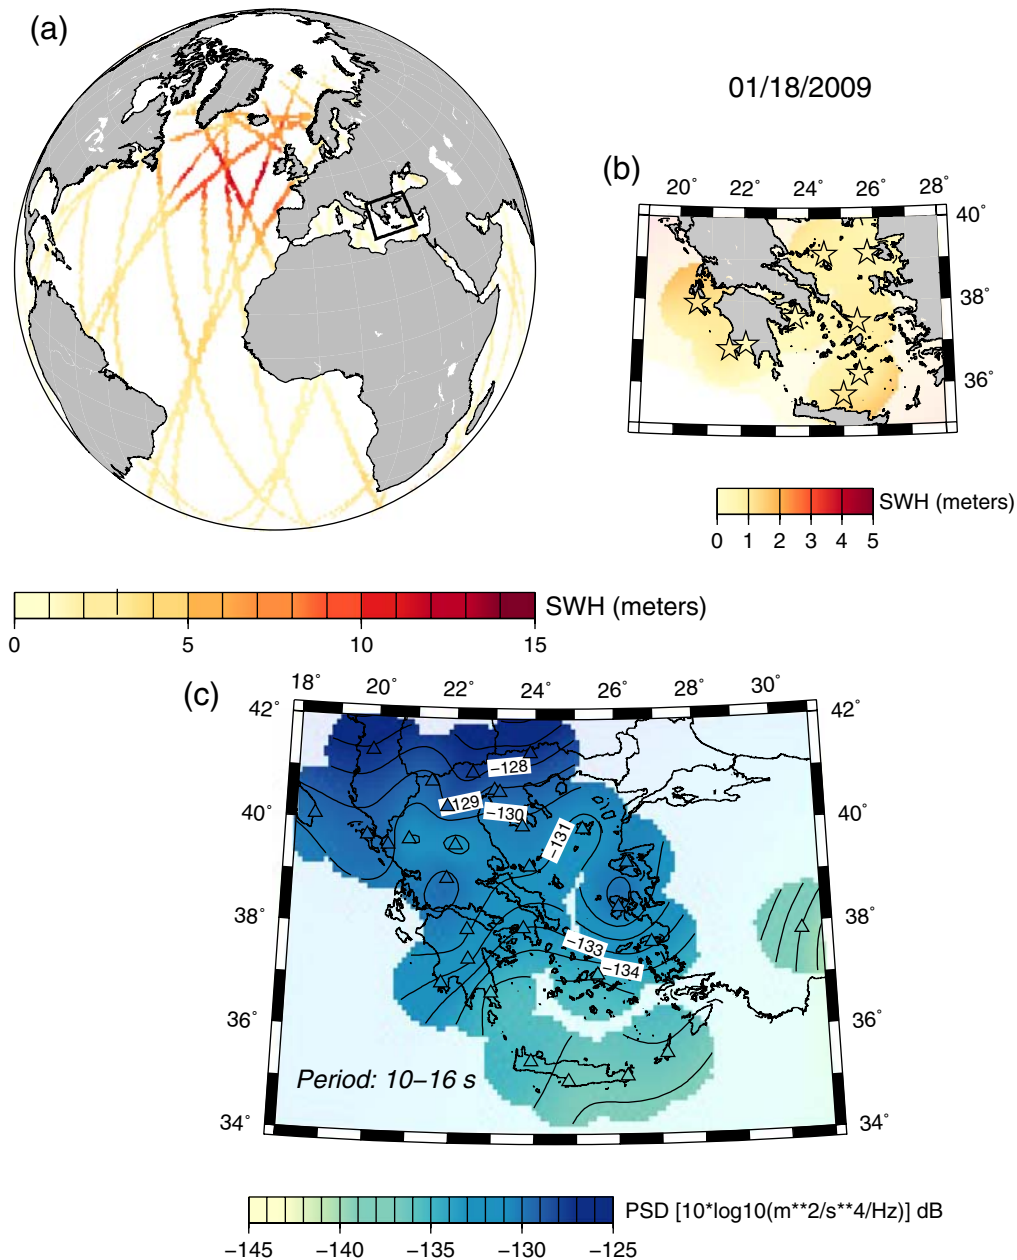 (a)
01/18/2009
(b)
20° 22° 24° 26° 28°
40°
38°
36°
SWH (meters)
0 1 2 3 4 5
SWH (meters)
0 5 10 15
(c)
18° 20° 22° 24° 26° 28° 30°
42° 42°
−128
129
−130
−131
40° 40°
38° 38°
−133
−134
36° 36°
Period: 10−16 s
34° 34°
PSD [10*log10(m**2/s**4/Hz)] dB
−145 −140 −135 −130 −125